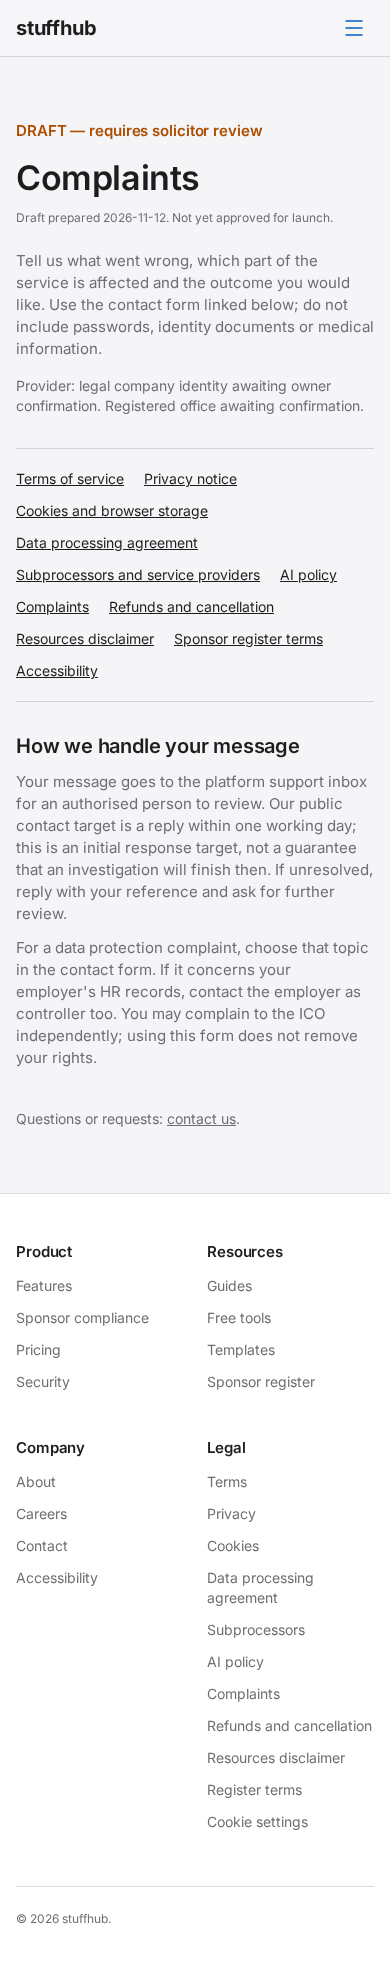 stuffhub
DRAFT — requires solicitor review
Complaints
Draft prepared 2026-11-12. Not yet approved for launch.
Tell us what went wrong, which part of the
service is affected and the outcome you would
like. Use the contact form linked below; do not
include passwords, identity documents or medical
information.
Provider: legal company identity awaiting owner
confirmation. Registered office awaiting confirmation.
Terms of service Privacy notice
Cookies and browser storage
Data processing agreement
Subprocessors and service providers AI policy
Complaints Refunds and cancellation
Resources disclaimer Sponsor register terms
Accessibility
How we handle your message
Your message goes to the platform support inbox
for an authorised person to review. Our public
contact target is a reply within one working day;
this is an initial response target, not a guarantee
that an investigation will finish then. If unresolved,
reply with your reference and ask for further
review.
For a data protection complaint, choose that topic
in the contact form. If it concerns your
employer's HR records, contact the employer as
controller too. You may complain to the ICO
independently; using this form does not remove
your rights.
Questions or requests: contact us.
Product
Features
Sponsor compliance
Pricing
Security
Resources
Guides
Free tools
Templates
Sponsor register
Company
About
Careers
Contact
Accessibility
Legal
Terms
Privacy
Cookies
Data processing
agreement
Subprocessors
AI policy
Complaints
Refunds and cancellation
Resources disclaimer
Register terms
Cookie settings
© 2026 stuffhub.